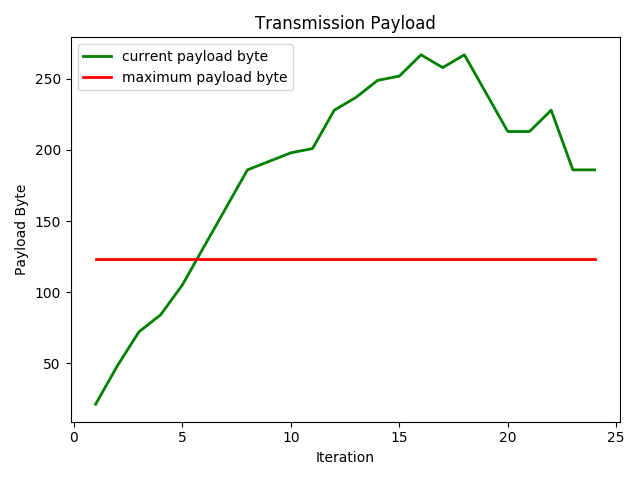 Transmission Payload
current payload byte
maximum payload byte
Payload Byte
250
200
150
100
50
0
5
10
15
20
25
Iteration